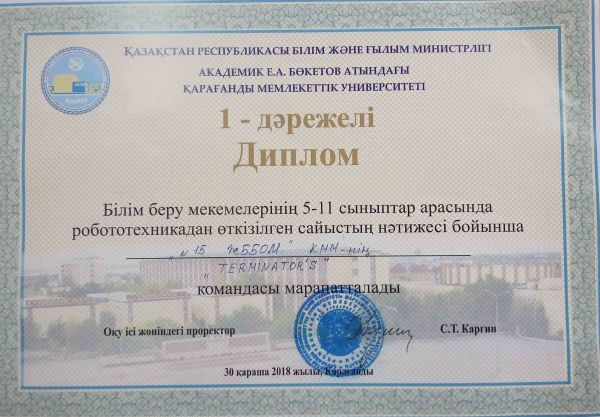 ҚАЗАҚСТАН РЕСПУБЛИКАСЫ БІЛІМ ЖӘНЕ ҒЫЛЫМ МИНИСТРЛІГІ
АКАДЕМИК Е.А. БӨКЕТОВ АТЫНДАҒЫ
ҚАРАҒАНДЫ МЕМЛЕКЕТТІК УНИВЕРСИТЕТІ
КарМУ
1 - дәрежелі
Диплом
Білім беру мекемелерінің 5-11 сыныптар арасында
робототехникадан өткізілген сайыстың нәтижесі бойынша
„N 15 ЖББОМ" КММ-нің
„TERMINATOR'S"
командасы марапатталады
Оқу ісі жөніндегі проректор
С.Т. Каргин
30 қараша 2018 жылы, Қарағанды